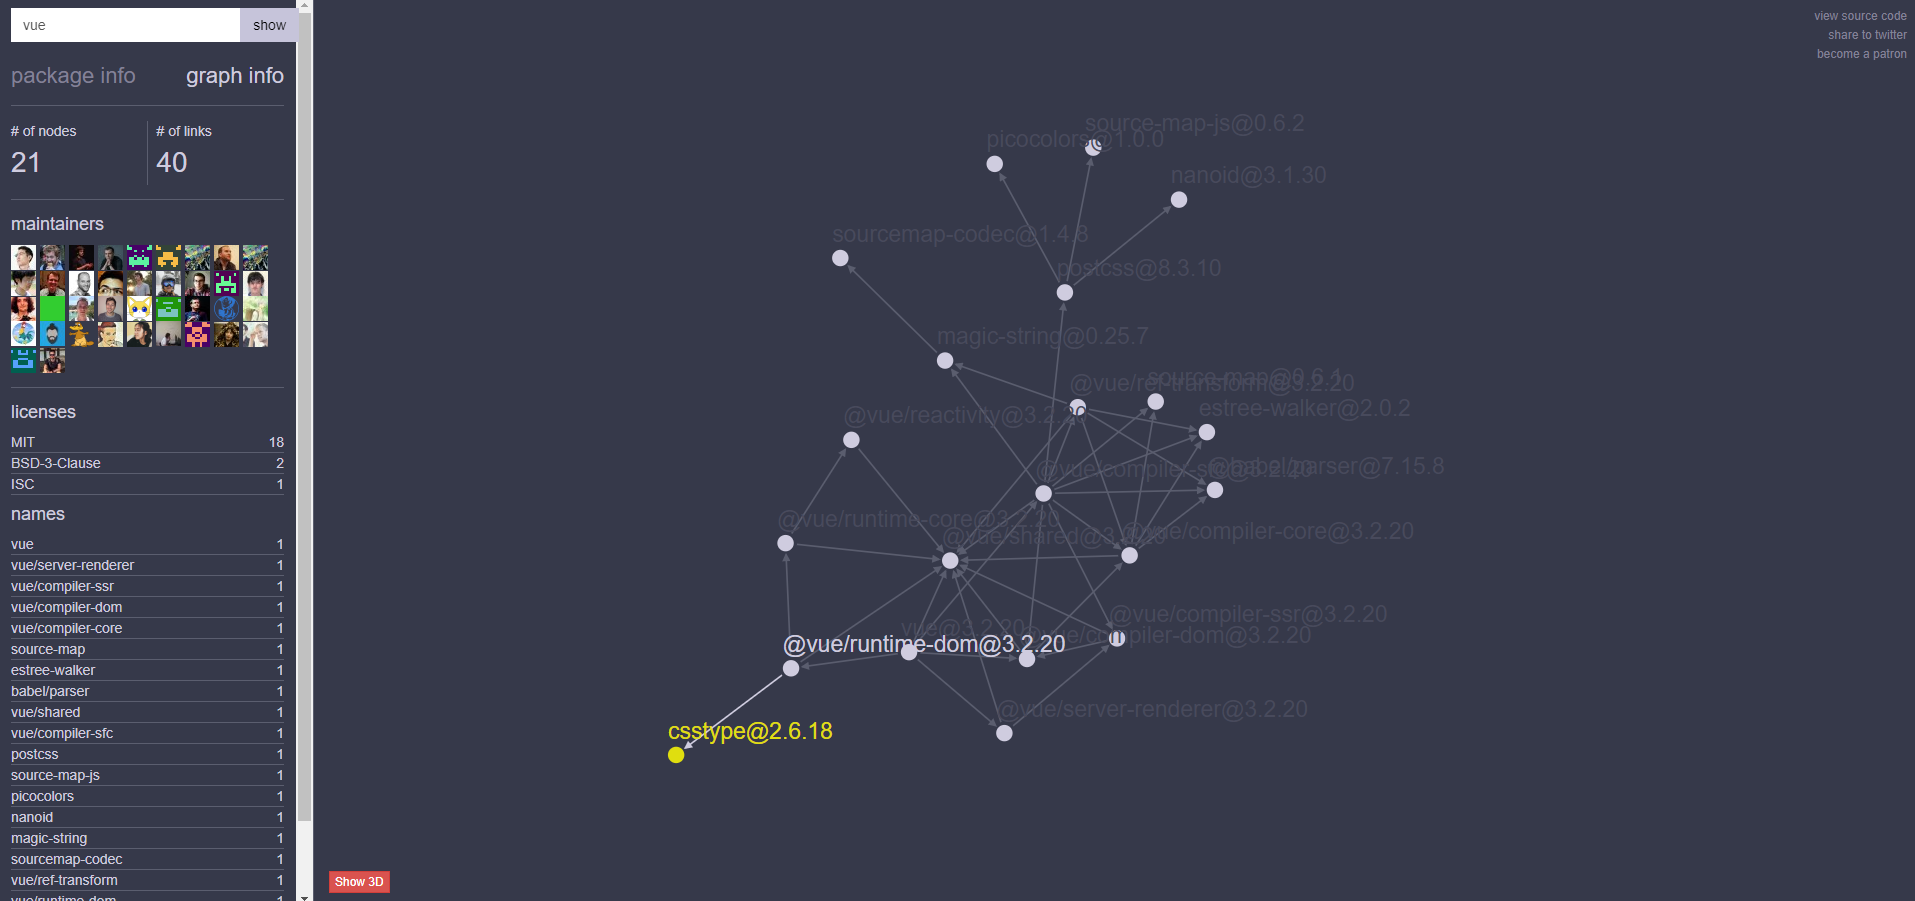 vue
show
package info
graph info
# of nodes
# of links
21
40
maintainers
licenses
MIT 18
BSD-3-Clause 2
ISC 1
names
vue 1
vue/server-renderer 1
vue/compiler-ssr 1
vue/compiler-dom 1
vue/compiler-core 1
source-map 1
estree-walker 1
babel/parser 1
vue/shared 1
vue/compiler-sfc 1
postcss 1
source-map-js 1
picocolors 1
nanoid 1
magic-string 1
sourcemap-codec 1
vue/ref-transform 1
vue/runtime-dom 1
view source code
share to twitter
become a patron
source-map-js@0.6.2
picocolors@1.0.0
nanoid@3.1.30
sourcemap-codec@1.4.8
postcss@8.3.10
magic-string@0.25.7
source-map@0.6.1
@vue/ref-transform@3.2.20
estree-walker@2.0.2
@vue/reactivity@3.2.20
@babel/parser@7.15.8
@vue/compiler-sfc@3.2.20
@vue/runtime-core@3.2.20
@vue/compiler-core@3.2.20
@vue/shared@3.2.20
@vue/compiler-ssr@3.2.20
vue@3.2.20
@vue/compiler-dom@3.2.20
@vue/runtime-dom@3.2.20
@vue/server-renderer@3.2.20
csstype@2.6.18
Show 3D